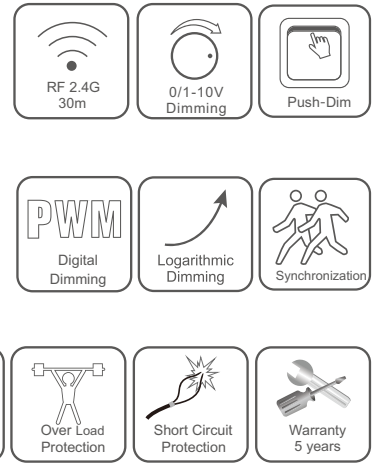 RF 2.4G
30m
0/1-10V
Dimming
Push-Dim
PWM
Digital
Dimming
Logarithmic
Dimming
Synchronization
Over Load
Protection
Short Circuit
Protection
Warranty
5 years